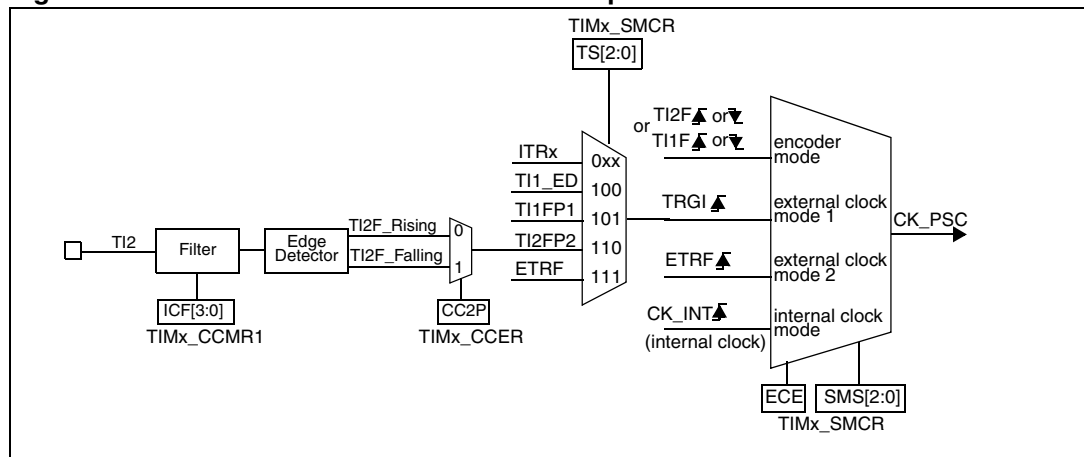 TIMx_SMCR
TS[2:0]
or TI2F or
TI1F or
encoder
mode
ITRx
0xx
TI1_ED
100
TI1FP1
101
TRGI
external clock
mode 1
CK_PSC
TI2
Filter
Edge
Detector
TI2F_Rising
TI2F_Falling
0
1
TI2FP2
110
ETRF
111
ETRF
external clock
mode 2
ICF[3:0]
TIMx_CCMR1
CC2P
TIMx_CCER
CK_INT
(internal clock)
internal clock
mode
ECE
SMS[2:0]
TIMx_SMCR